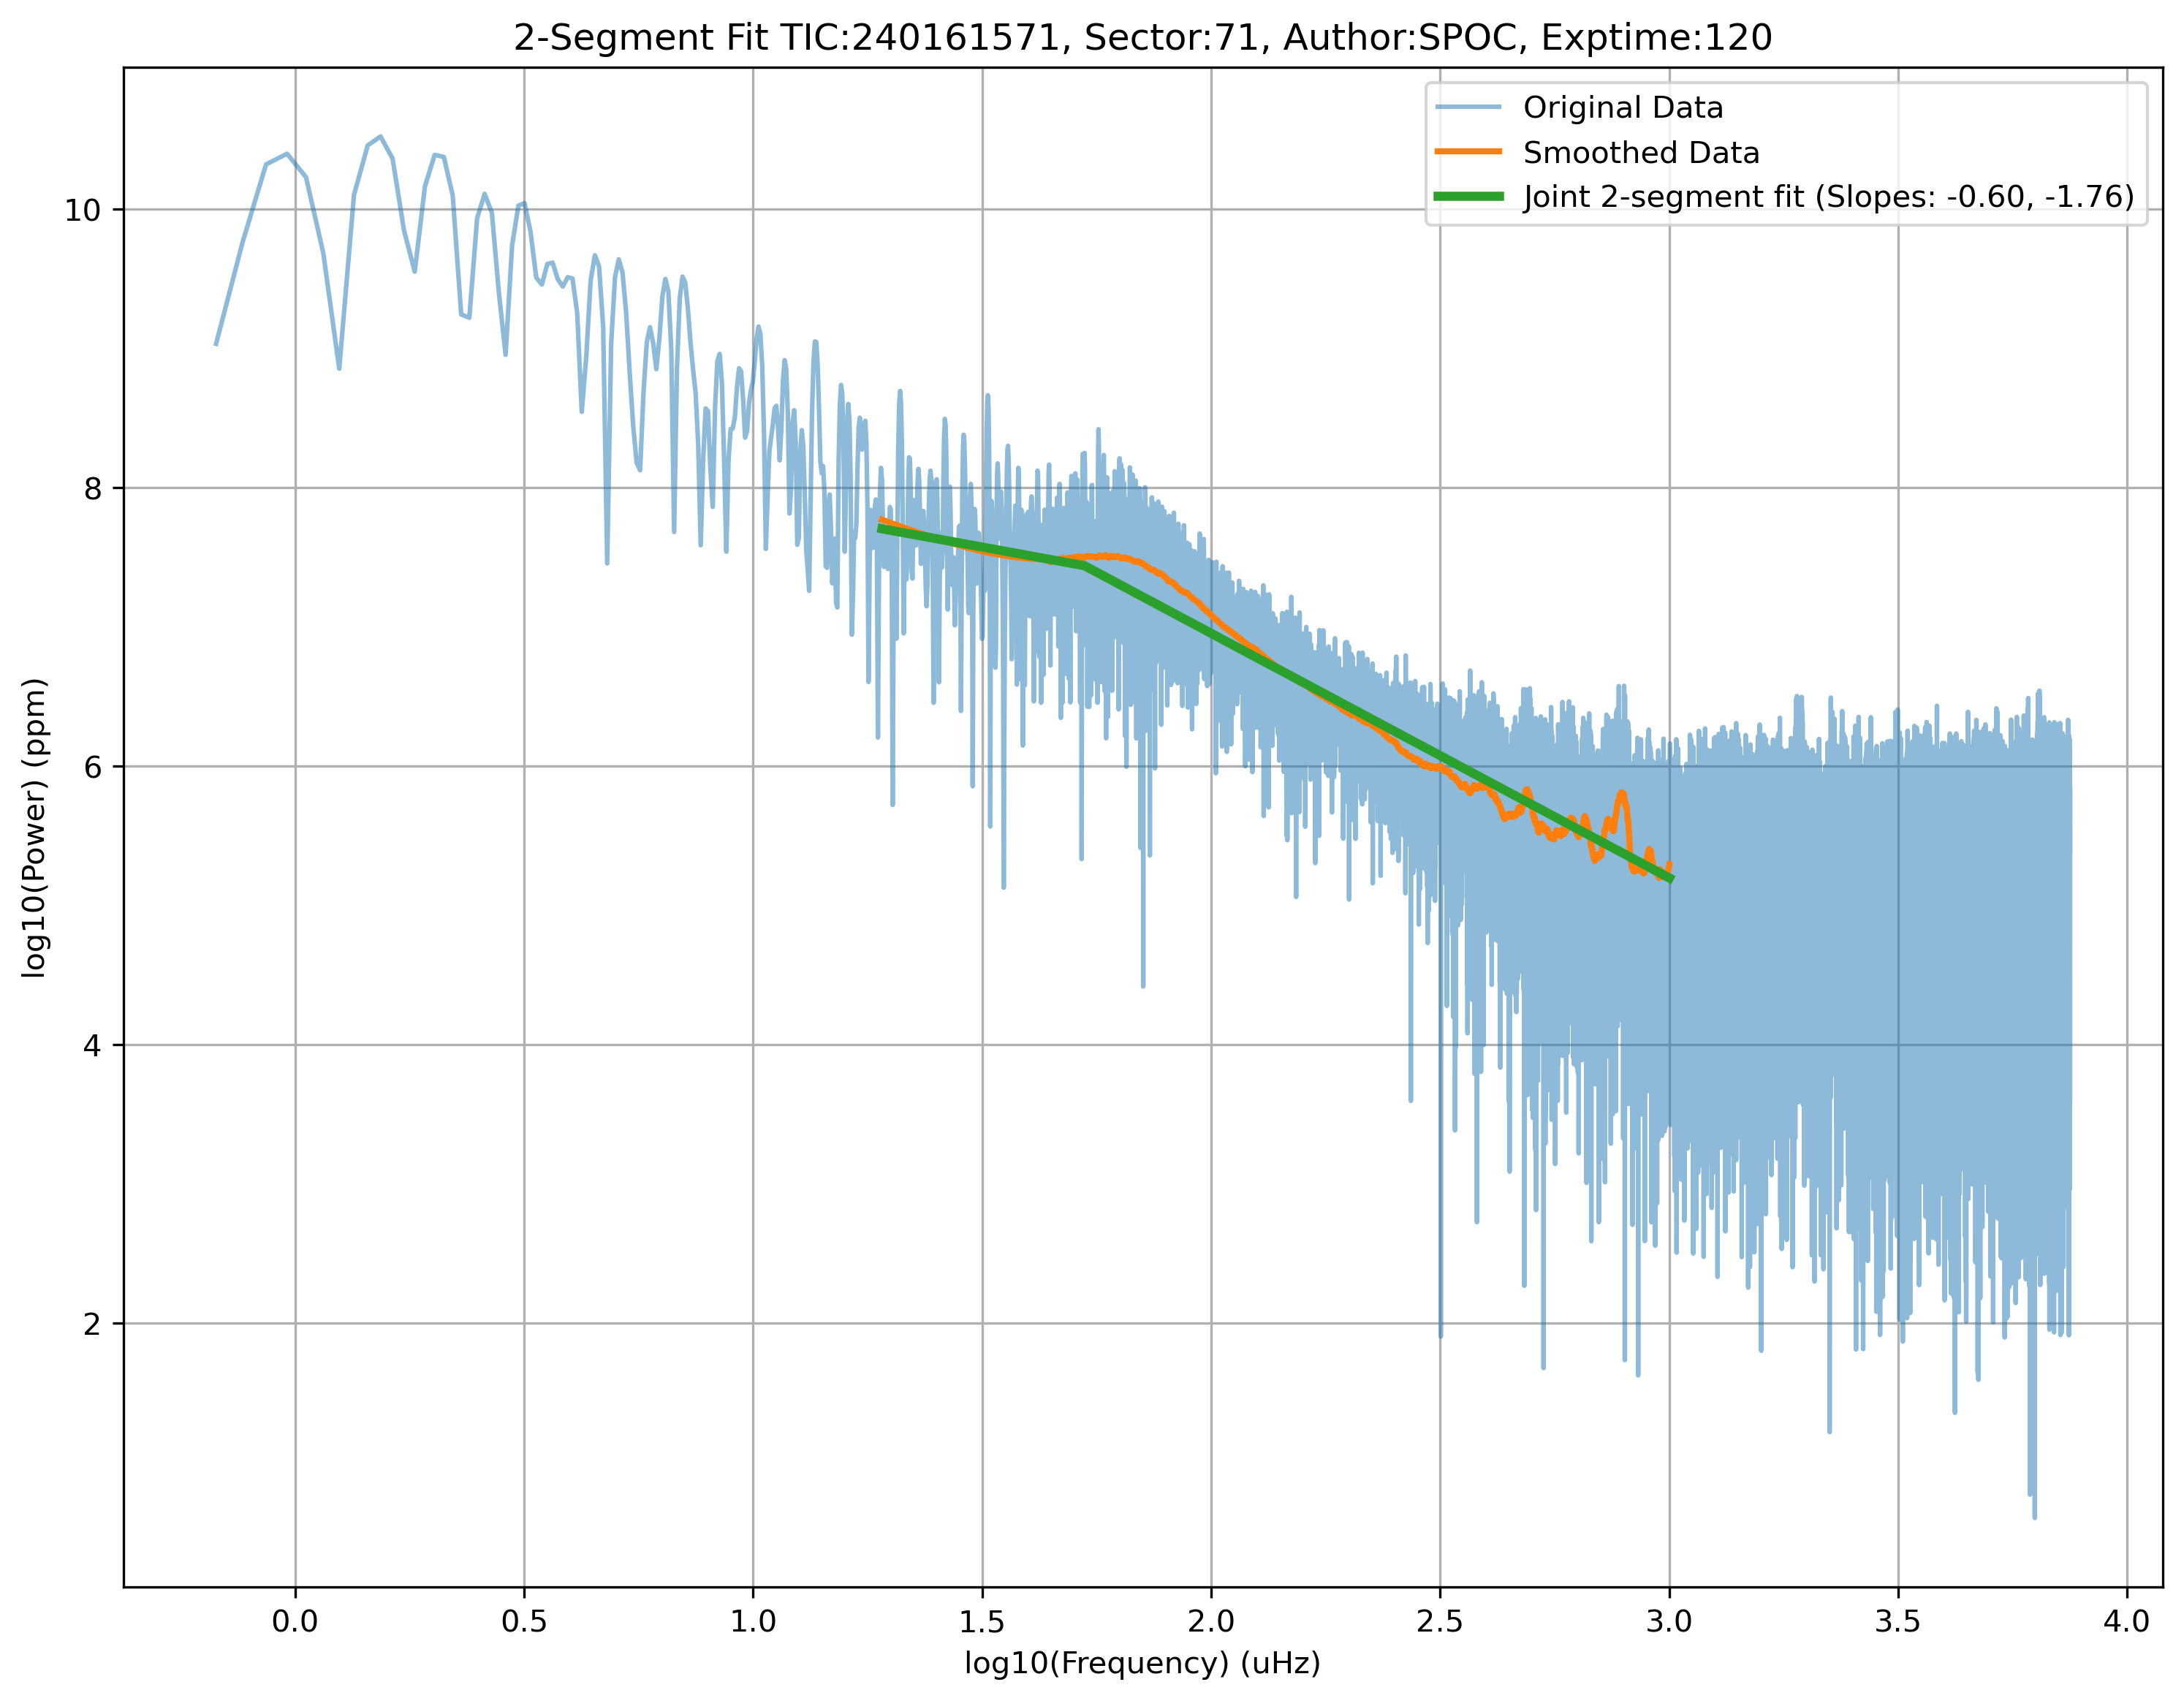 2-Segment Fit TIC:240161571, Sector:71, Author:SPOC, Exptime:120
Original Data
Smoothed Data
Joint 2-segment fit (Slopes: -0.60, -1.76)
10
8
6
4
2
log10(Power) (ppm)
0.0 0.5 1.0 1.5 2.0 2.5 3.0 3.5 4.0
log10(Frequency) (uHz)